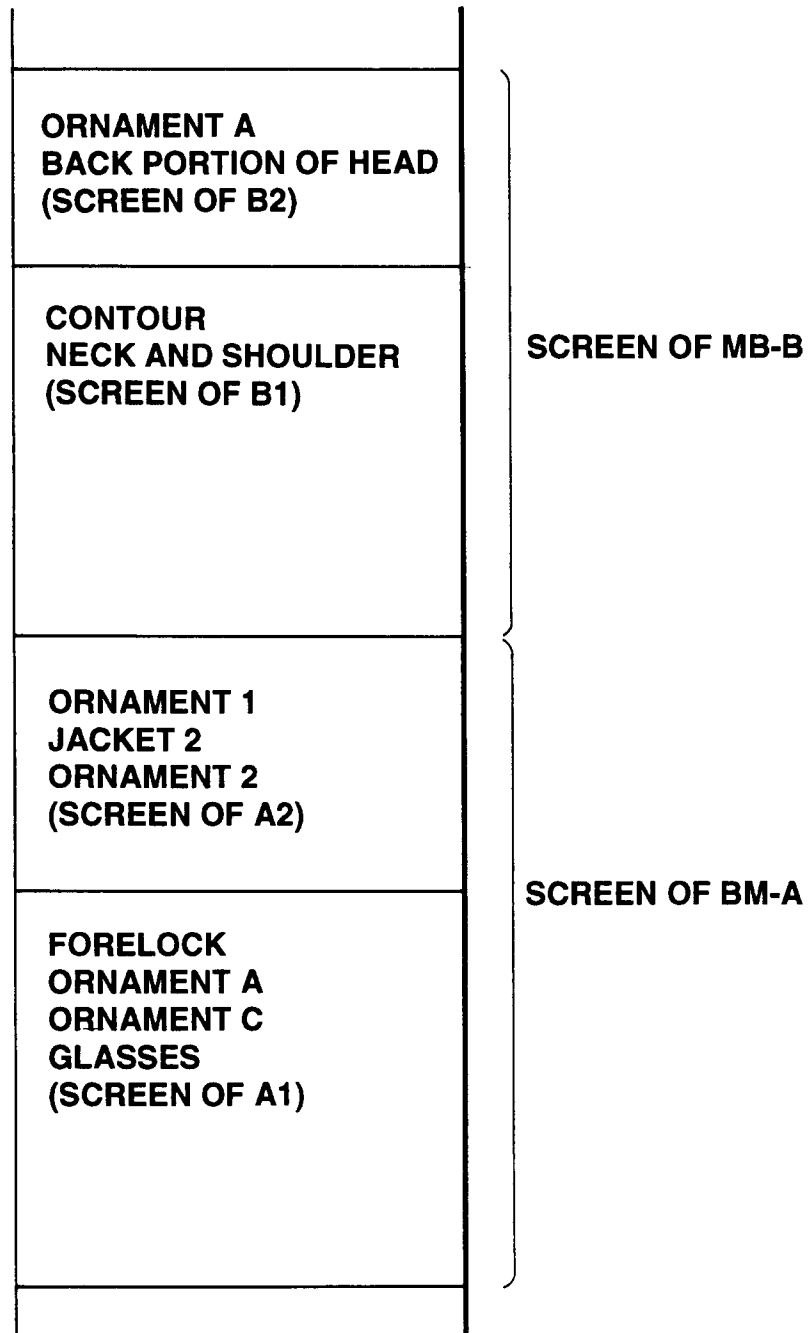 ORNAMENT A
BACK PORTION OF HEAD
(SCREEN OF B2)
CONTOUR
NECK AND SHOULDER
(SCREEN OF B1)
SCREEN OF MB-B
ORNAMENT 1
JACKET 2
ORNAMENT 2
(SCREEN OF A2)
FORELOCK
ORNAMENT A
ORNAMENT C
GLASSES
(SCREEN OF A1)
SCREEN OF BM-A